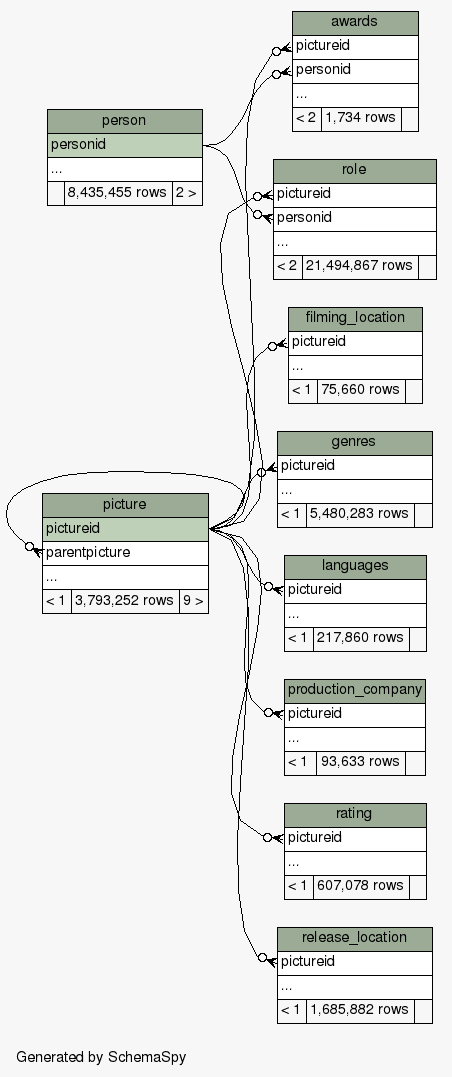 awards
pictureid
personid
...
< 2 1,734 rows
person
personid
...
8,435,455 rows 2 >
role
pictureid
personid
...
< 2 21,494,867 rows
filming_location
pictureid
...
< 1 75,660 rows
genres
pictureid
...
< 1 5,480,283 rows
picture
pictureid
parentpicture
...
< 1 3,793,252 rows 9 >
languages
pictureid
...
< 1 217,860 rows
production_company
pictureid
...
< 1 93,633 rows
rating
pictureid
...
< 1 607,078 rows
release_location
pictureid
...
< 1 1,685,882 rows
Generated by SchemaSpy